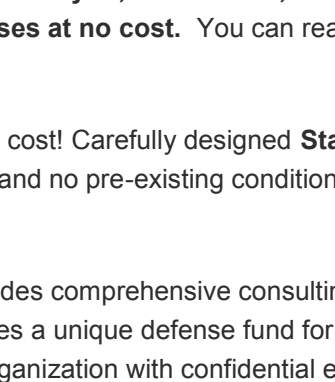 ses at no cost. You can rea
cost! Carefully designed Sta
and no pre-existing condition
des comprehensive consultin
es a unique defense fund for
ganization with confidential e